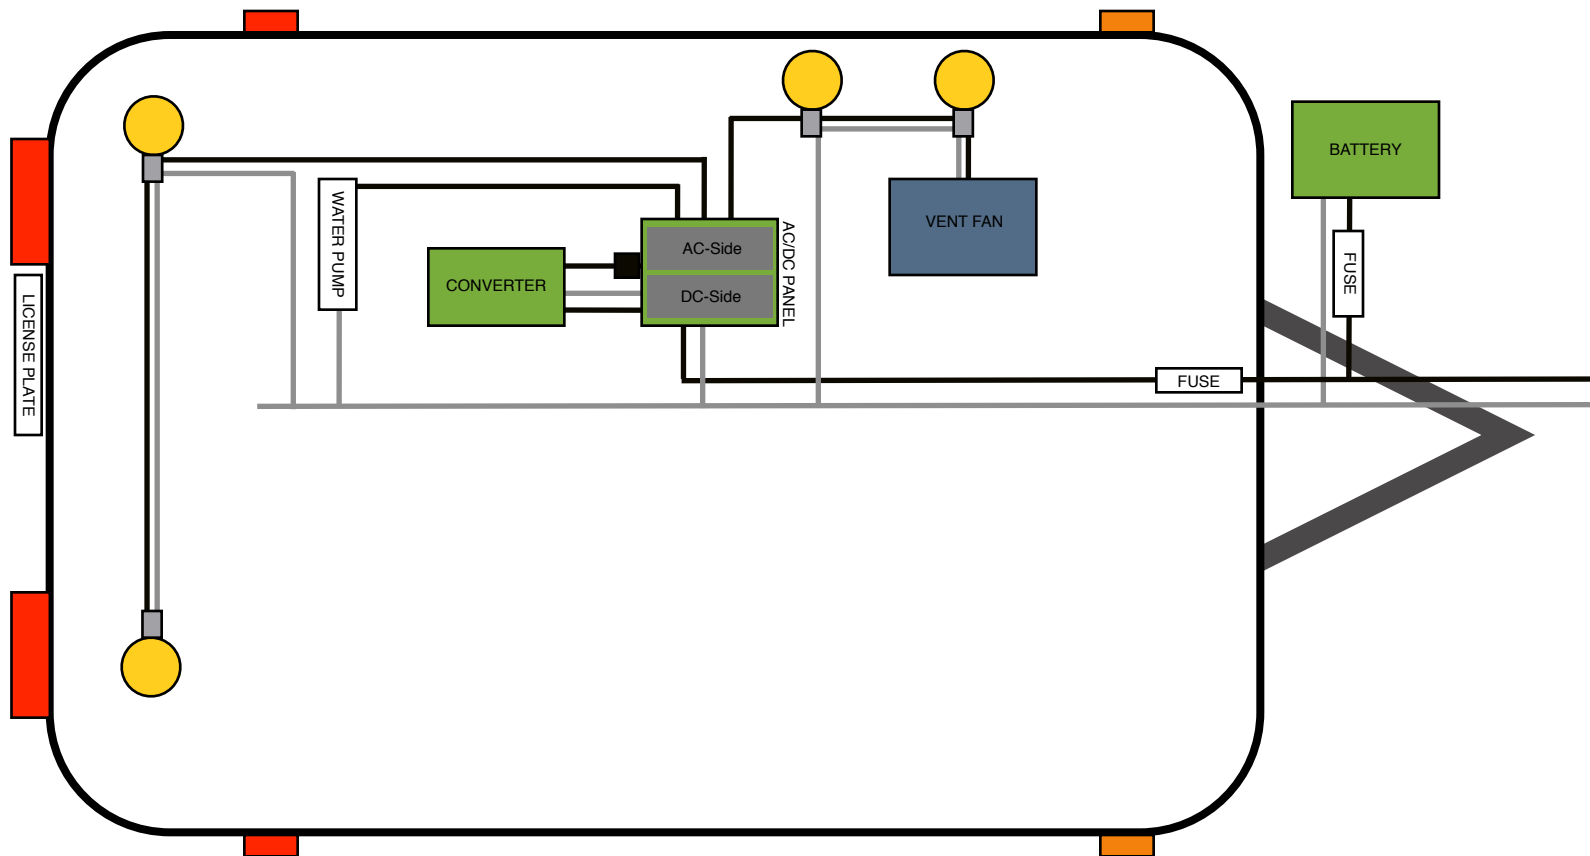 BATTERY
WATER PUMP
VENT FAN
AC-Side
AC/DC PANEL
FUSE
CONVERTER
DC-Side
LICENSE PLATE
FUSE